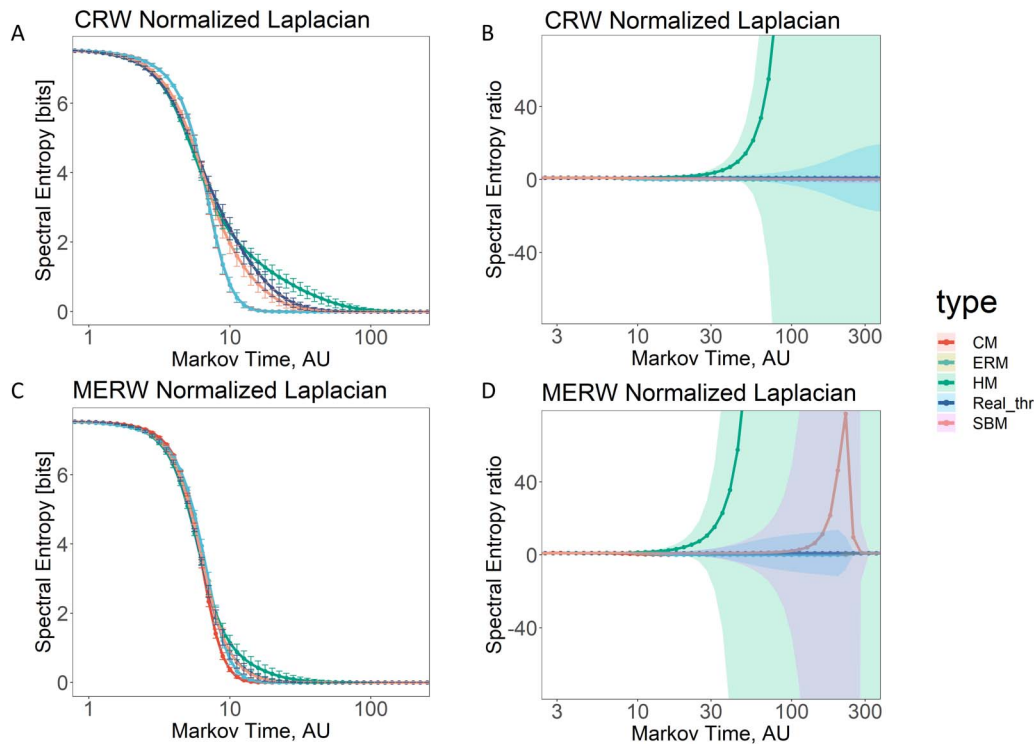 A
CRW Normalized Laplacian
Spectral Entropy [bits]
6
4
2
0
1
10
100
Markov Time, AU
B
CRW Normalized Laplacian
Spectral Entropy ratio
40
0
-40
3
10
30
100
300
Markov Time, AU
C
MERW Normalized Laplacian
Spectral Entropy [bits]
6
4
2
0
1
10
100
Markov Time, AU
D
MERW Normalized Laplacian
Spectral Entropy ratio
40
0
-40
3
10
30
100
300
Markov Time, AU
type
CM
ERM
HM
Real_thr
SBM